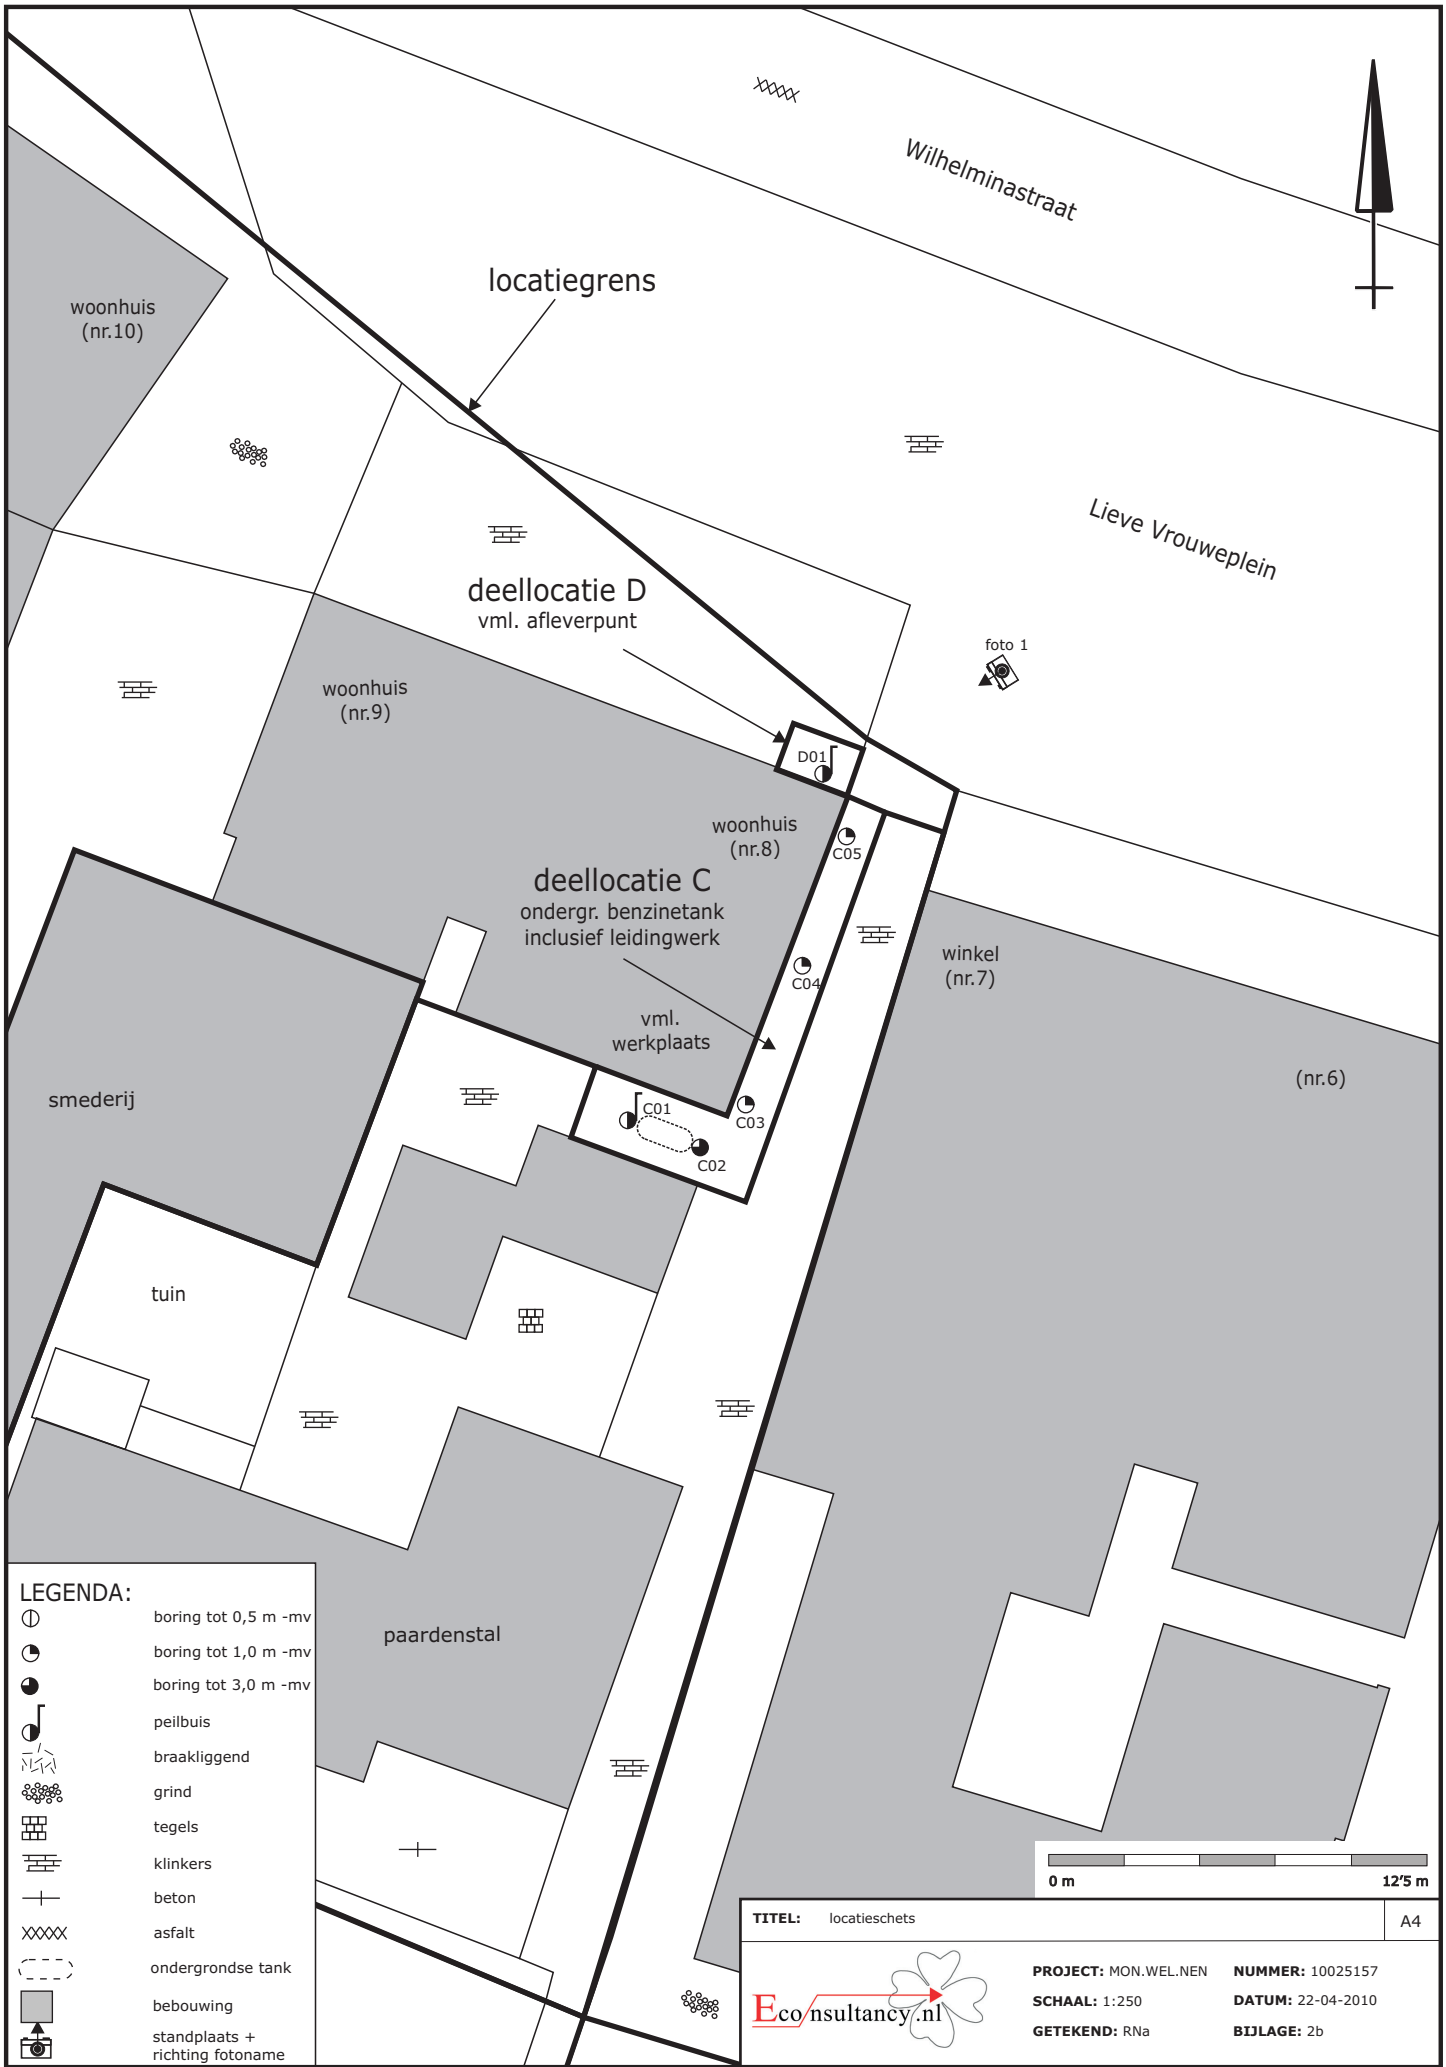 Wilhelminastraat
locatiegrens
woonhuis
(nr.10)
Lieve Vrouweplein
deellocatie D
vml. afleverpunt
foto 1
woonhuis
(nr.9)
D01
woonhuis
(nr.8)
C05
deellocatie C
ondergr. benzinetank
inclusief leidingwerk
winkel
(nr.7)
C04
vml.
werkplaats
(nr.6)
smederij
C01
C03
C02
tuin
paardenstal
LEGENDA:
boring tot 0,5 m -mv
boring tot 1,0 m -mv
boring tot 3,0 m -mv
peilbuis
braakliggend
grind
tegels
klinkers
beton
asfalt
ondergrondse tank
bebouwing
standplaats +
richting fotoname
0 m 12'5 m
TITEL: locatieschets
A4
Econsultancy.nl
PROJECT: MON.WEL.NEN NUMMER: 10025157
SCHAAL: 1:250 DATUM: 22-04-2010
GETEKEND: RNa BIJLAGE: 2b